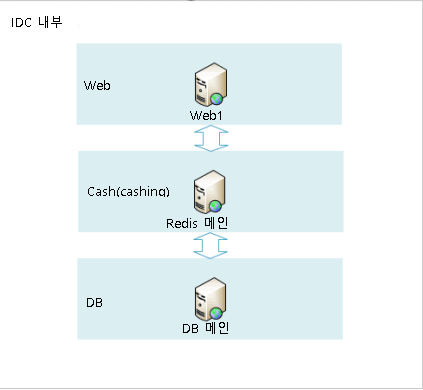 IDC 내부
Web
Web1
Cash(cashing)
Redis 메인
DB
DB 메인